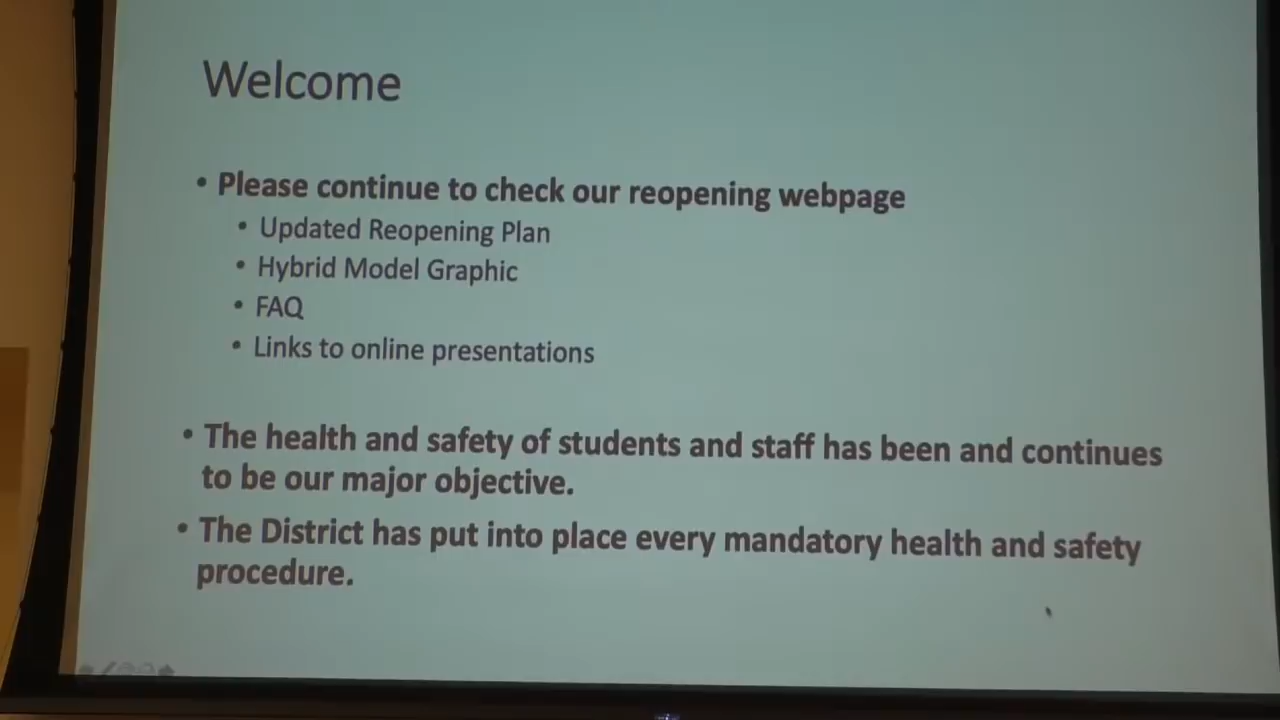 Welcome
• Please continue to check our reopening webpage
• Updated Reopening Plan
• Hybrid Model Graphic
• FAQ
• Links to online presentations
• The health and safety of students and staff has been and continues
to be our major objective.
• The District has put into place every mandatory health and safety
procedure.